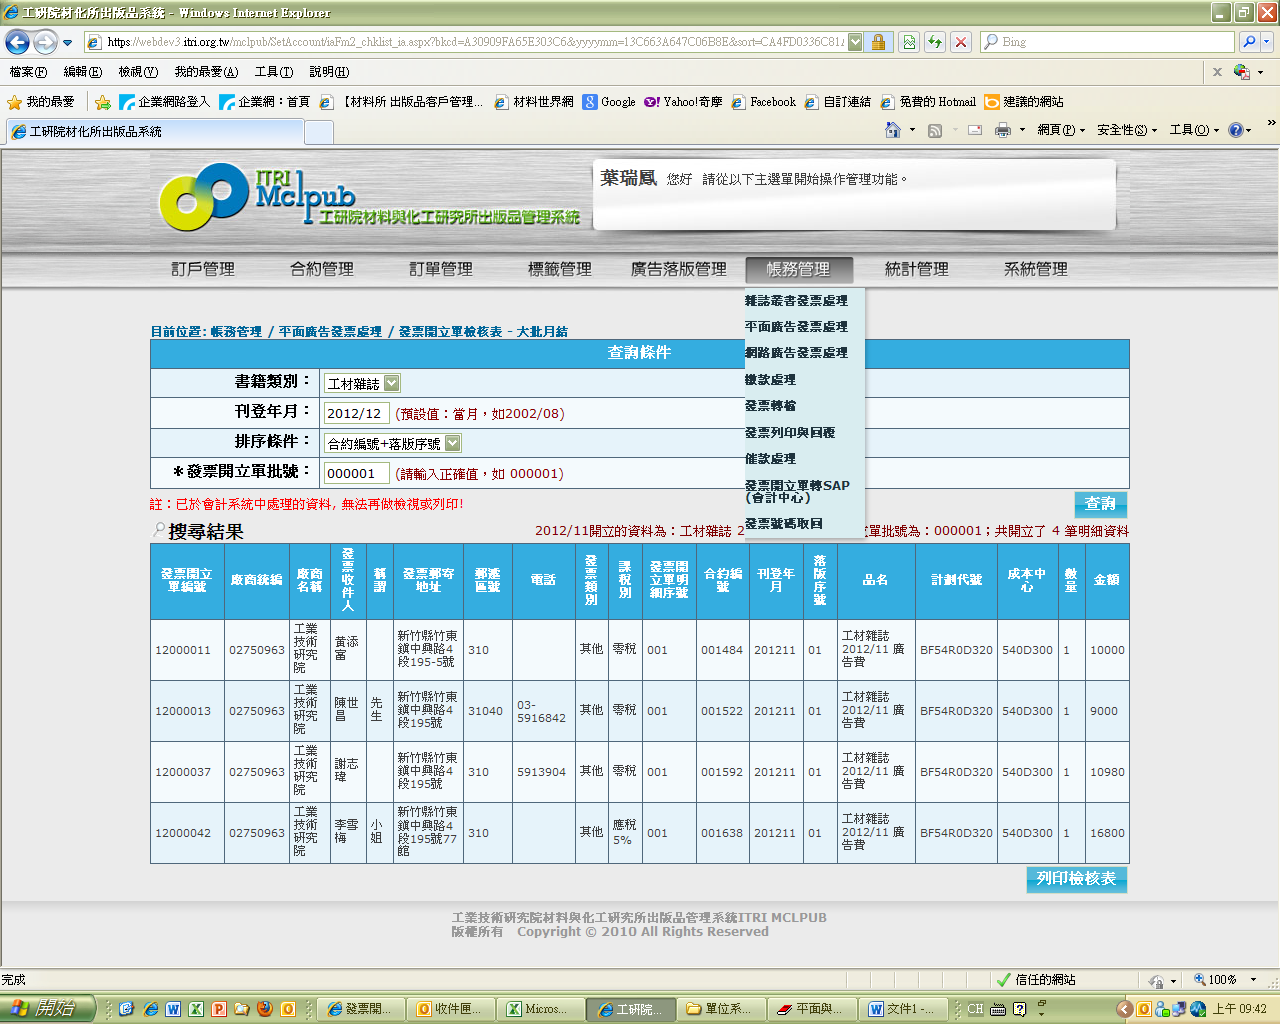 工研院材化所出版品系統 - Windows Internet Explorer
https://webdev3.itri.org.tw/mclpub/SetAccount/iaFm2_chklist_ia.aspx?bkcd=A30909FA65E303C6&yyyymm=13C663A647C06B8E&sort=CA4FD0336C81
Bing
檔案(F) 編輯(E) 檢視(V) 我的最愛(A) 工具(T) 說明(H)
我的最愛 企業網路登入 企業網：首頁 【材料所 出版品客戶管理... 材料世界網 Google Yahoo!奇摩 Facebook 自訂連結 免費的 Hotmail 建議的網站
工研院材化所出版品系統
網頁(P) 安全性(S) 工具(O) »
ITRI
Mclpub
工研院材料與化工研究所出版品管理系統
葉瑞鳳 您好 請從以下主選單開始操作管理功能。
訂戶管理 合約管理 訂單管理 標籤管理 廣告落版管理 帳務管理 統計管理 系統管理
雜誌叢書發票處理
平面廣告發票處理
網路廣告發票處理
繳款處理
發票轉檔
發票列印與回覆
催款處理
發票開立單轉SAP
(會計中心)
發票號碼取回
目前位置: 帳務管理 / 平面廣告發票處理 / 發票開立單檢核表 - 大批月結
查詢條件
書籍類別： 工材雜誌
刊登年月： 2012/12 (預設值：當月，如2002/08)
排序條件： 合約編號+落版序號
＊發票開立單批號： 000001 (請輸入正確值，如 000001)
註：已於會計系統中處理的資料, 無法再做檢視或列印!
查詢
搜尋結果
2012/11開立的資料為：工材雜誌 2 立單批號為：000001；共開立了 4 筆明細資料
發票開立單編號 廠商統編 廠商名稱 發票收件人 稱謂 發票郵寄地址 郵遞區號 電話 發票類別 課稅別 發票開立單明細序號 合約編號 刊登年月 落版序號 品名 計劃代號 成本中心 數量 金額
12000011 02750963 工業技術研究院 黃添富 新竹縣竹東鎮中興路4段195-5號 310 其他 零稅 001 001484 201211 01 工材雜誌 2012/11 廣告費 BF54R0D320 540D300 1 10000
12000013 02750963 工業技術研究院 陳世昌 先生 新竹縣竹東鎮中興路4段195號 31040 03-5916842 其他 零稅 001 001522 201211 01 工材雜誌 2012/11 廣告費 BF54R0D320 540D300 1 9000
12000037 02750963 工業技術研究院 謝志瑋 新竹縣竹東鎮中興路4段195號 310 5913904 其他 零稅 001 001592 201211 01 工材雜誌 2012/11 廣告費 BF54R0D320 540D300 1 10980
12000042 02750963 工業技術研究院 李雪梅 小姐 新竹縣竹東鎮中興路4段195號77館 310 其他 應稅5% 001 001638 201211 01 工材雜誌 2012/11 廣告費 BF54R0D320 540D300 1 16800
列印檢核表
工業技術研究院材料與化工研究所出版品管理系統ITRI MCLPUB
版權所有 Copyright © 2010 All Rights Reserved
完成 信任的網站 100%
開始 發票開... 收件匣... Micros... 工研院... 單位系... 平面與... 文件1 -... CH 上午 09:42